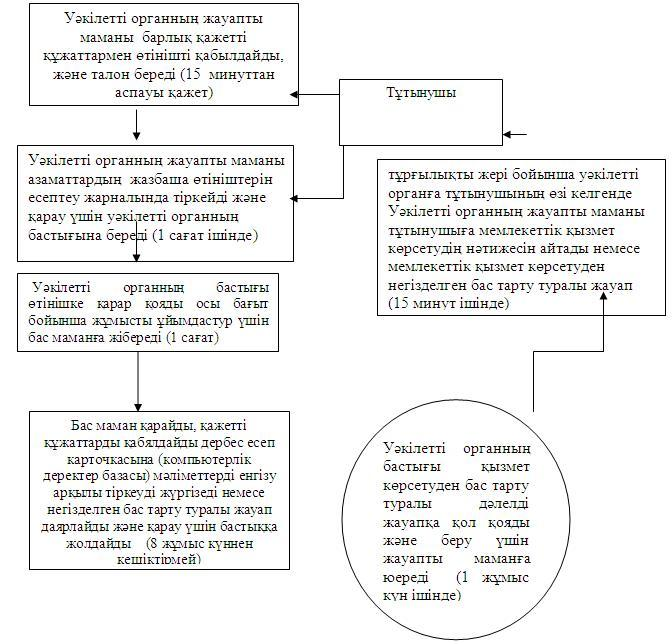 Уәкілетті органның жауапты
маманы барлық қажетті
құжаттармен өтінішті қабылдайды,
және талон береді (15 минуттан
аспауы қажет)
Тұтынушы
Уәкілетті органның жауапты маманы
азаматтардың жазбаша өтініштерін
есептеу жарналында тіркейді және
қарау үшін уәкілетті органның
бастығына береді (1 сағат ішінде)
тұрғылықты жері бойынша уәкілетті
органға тұтынушының өзі келгенде
Уәкілетті органның жауапты маманы
тұтынушыға мемлекеттік қызмет
көрсетудің нәтижесін айтады немесе
мемлекеттік қызмет көрсетуден
негізделген бас тарту туралы жауап
(15 минут ішінде)
Уәкілетті органның бастығы
өтінішке қарар қояды осы бағыт
бойынша жұмысты ұйымдастур үшін
бас маманға жібереді (1 сағат)
Бас маман қарайды, қажетті
құжаттарды қабялдайды дербес есеп
карточкасына (компьютерлік
деректер базасы) мәліметтерді енгізу
арқылы тіркеуді жүргізеді немесе
негізделген бас тарту туралы жауап
даярлайды және қарау үшін бастыққа
жолдайды (8 жұмыс күннен
кешіктірмей)
Уәкілетті органның
бастығы қызмет
көрсетуден бас тарту
туралы дәлелді
жауапқа қол қояды
және беру үшін
жауапты маманға
юереді (1 жұмыс
күн ішінде)